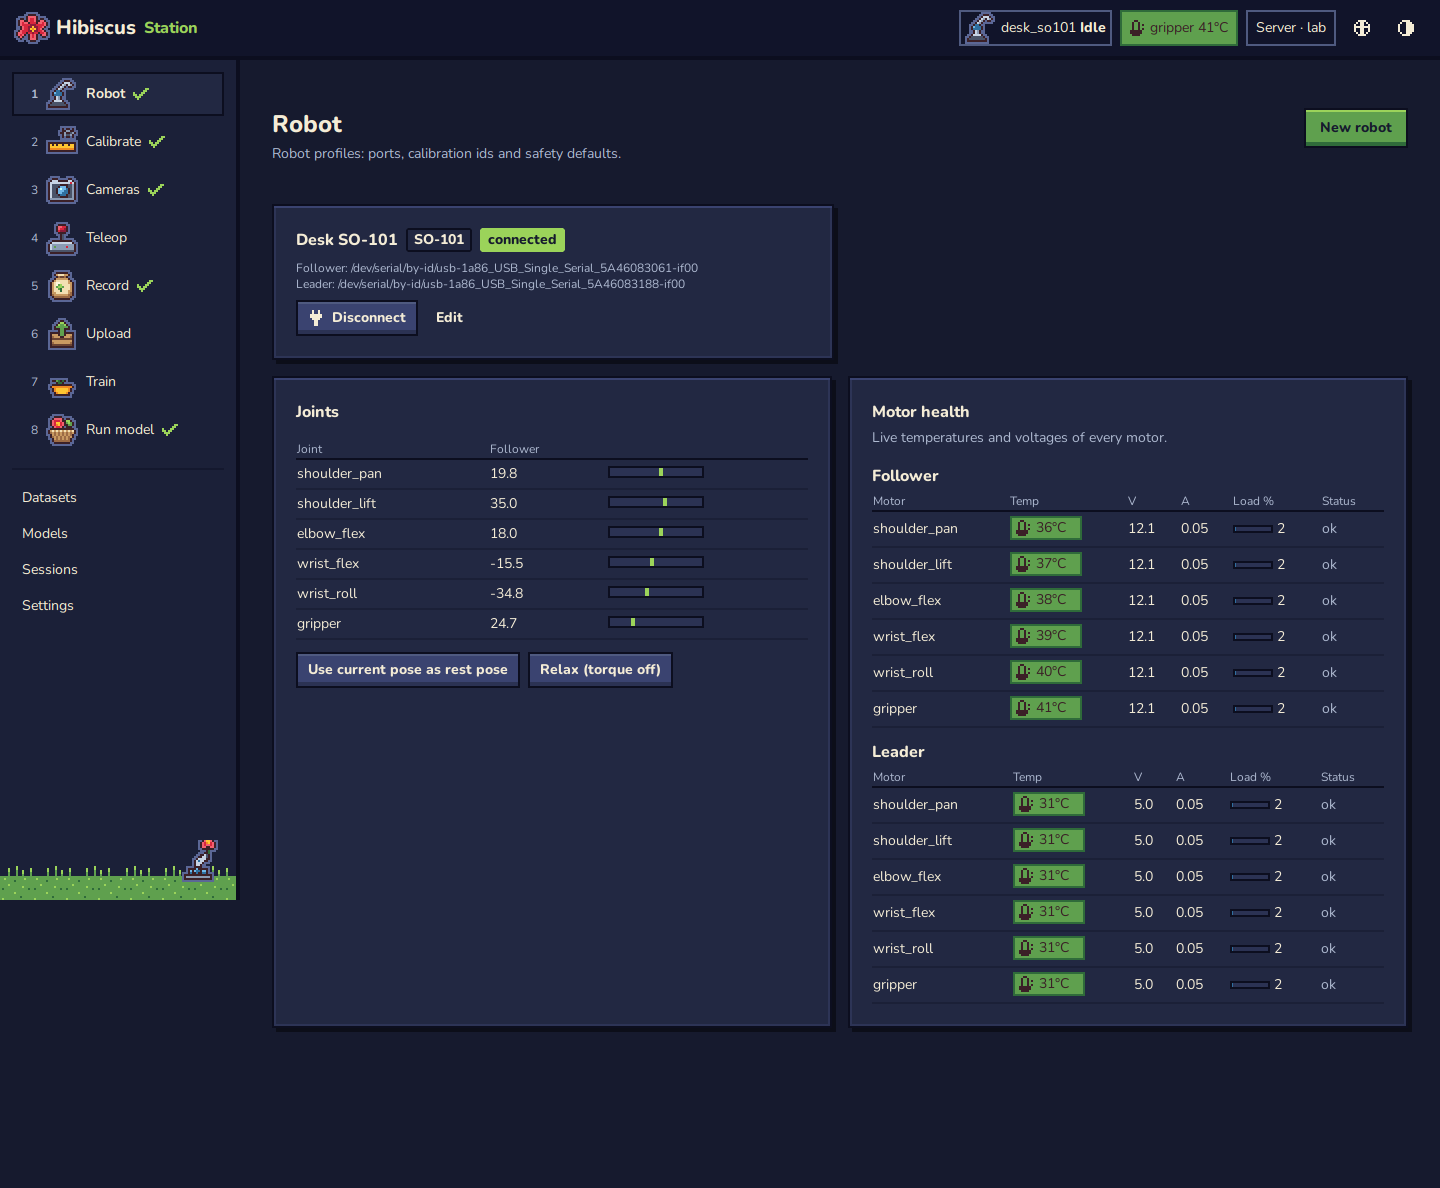 Hibiscus Station
desk_so101 Idle
gripper 41°C
Server · lab
1 Robot
2 Calibrate
3 Cameras
4 Teleop
5 Record
6 Upload
7 Train
8 Run model
Datasets
Models
Sessions
Settings
Robot
Robot profiles: ports, calibration ids and safety defaults.
New robot
Desk SO-101 SO-101 connected
Follower: /dev/serial/by-id/usb-1a86_USB_Single_Serial_5A46083061-if00
Leader: /dev/serial/by-id/usb-1a86_USB_Single_Serial_5A46083188-if00
Disconnect Edit
Joints
Joint Follower
shoulder_pan 19.8
shoulder_lift 35.0
elbow_flex 18.0
wrist_flex -15.5
wrist_roll -34.8
gripper 24.7
Use current pose as rest pose Relax (torque off)
Motor health
Live temperatures and voltages of every motor.
Follower
Motor Temp V A Load % Status
shoulder_pan 36°C 12.1 0.05 2 ok
shoulder_lift 37°C 12.1 0.05 2 ok
elbow_flex 38°C 12.1 0.05 2 ok
wrist_flex 39°C 12.1 0.05 2 ok
wrist_roll 40°C 12.1 0.05 2 ok
gripper 41°C 12.1 0.05 2 ok
Leader
Motor Temp V A Load % Status
shoulder_pan 31°C 5.0 0.05 2 ok
shoulder_lift 31°C 5.0 0.05 2 ok
elbow_flex 31°C 5.0 0.05 2 ok
wrist_flex 31°C 5.0 0.05 2 ok
wrist_roll 31°C 5.0 0.05 2 ok
gripper 31°C 5.0 0.05 2 ok